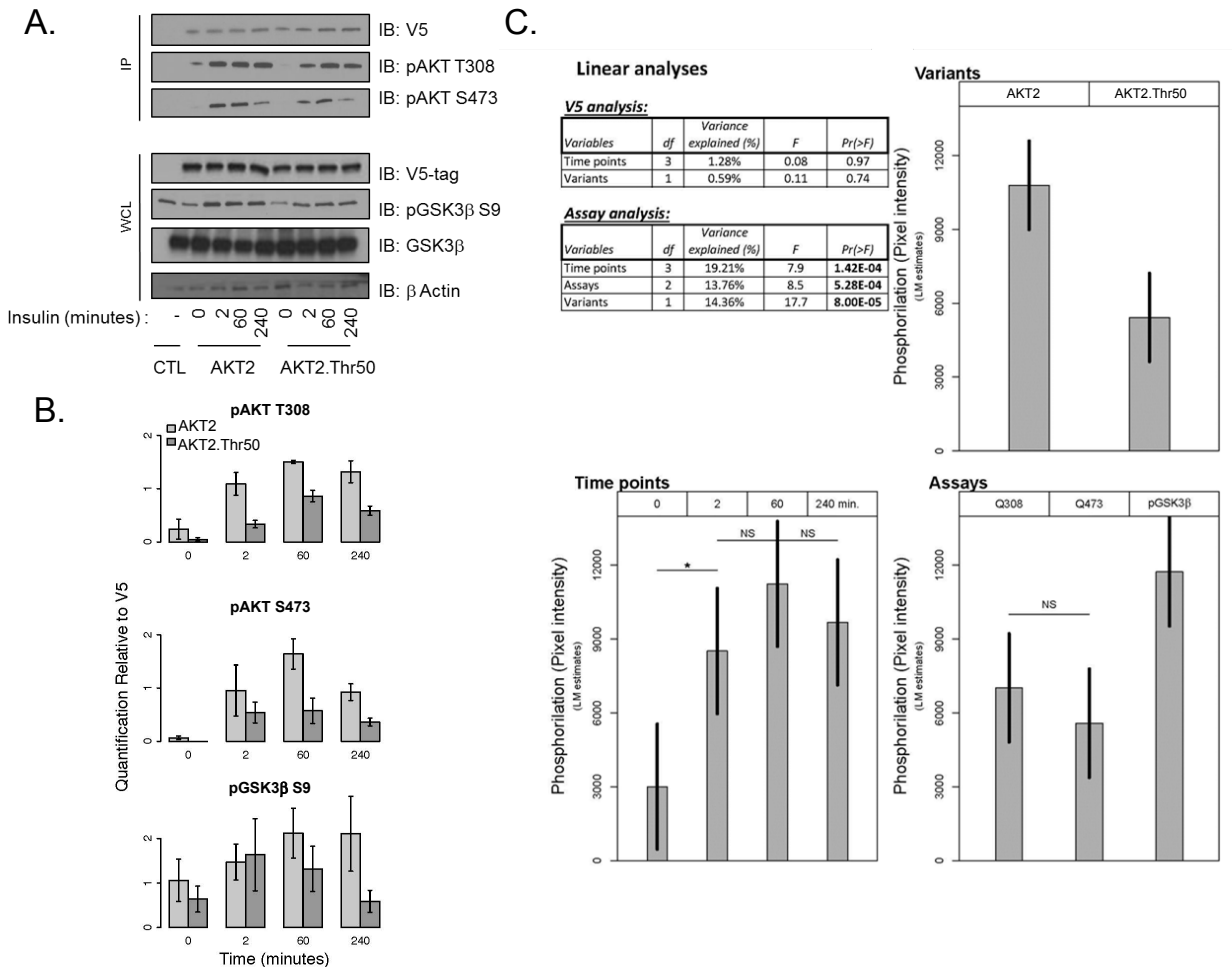 A.
IP
IB: V5
IB: pAKT T308
IB: pAKT S473
WCL
IB: V5-tag
IB: pGSK3β S9
IB: GSK3β
IB: β Actin
Insulin (minutes) : - 0 2 60 240 0 2 60 240
CTL AKT2 AKT2.Thr50
B.
pAKT T308
AKT2
AKT2.Thr50
2
1
0
0 2 60 240
pAKT S473
2
1
0
0 2 60 240
pGSK3β S9
2
1
0
0 2 60 240
Quantification Relative to V5
Time (minutes)
C.
Linear analyses
V5 analysis:
Variables df Variance explained (%) F Pr(>F)
Time points 3 1.28% 0.08 0.97
Variants 1 0.59% 0.11 0.74
Assay analysis:
Variables df Variance explained (%) F Pr(>F)
Time points 3 19.21% 7.9 1.42E-04
Assays 2 13.76% 8.5 5.28E-04
Variants 1 14.36% 17.7 8.00E-05
Variants
AKT2 AKT2.Thr50
Phosphorilation (Pixel intensity)
(LM estimates)
12000
9000
6000
3000
0
Time points
0 2 60 240 min.
NS NS
*
Phosphorilation (Pixel intensity)
(LM estimates)
12000
9000
6000
3000
0
Assays
Q308 Q473 pGSK3β
NS
Phosphorilation (Pixel intensity)
(LM estimates)
12000
9000
6000
3000
0